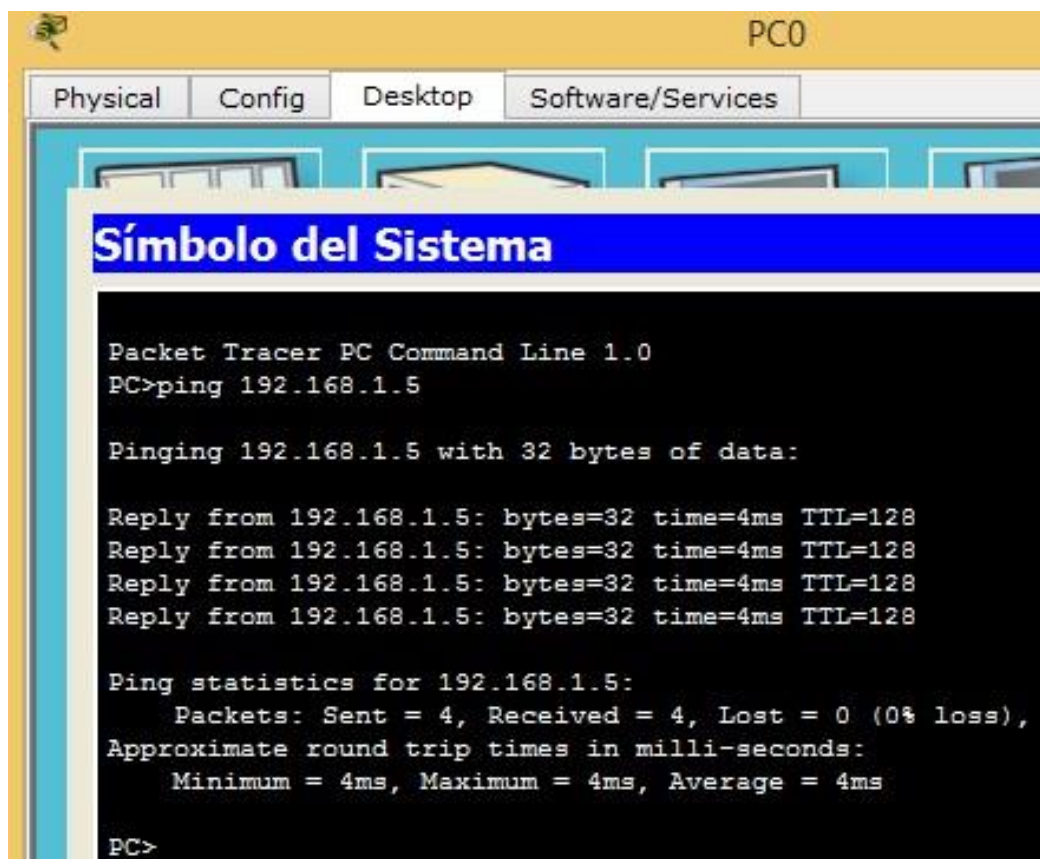 PC0
Physical Config Desktop Software/Services
Símbolo del Sistema
Packet Tracer PC Command Line 1.0
PC>ping 192.168.1.5
Pinging 192.168.1.5 with 32 bytes of data:
Reply from 192.168.1.5: bytes=32 time=4ms TTL=128
Reply from 192.168.1.5: bytes=32 time=4ms TTL=128
Reply from 192.168.1.5: bytes=32 time=4ms TTL=128
Reply from 192.168.1.5: bytes=32 time=4ms TTL=128
Ping statistics for 192.168.1.5:
Packets: Sent = 4, Received = 4, Lost = 0 (0% loss),
Approximate round trip times in milli-seconds:
Minimum = 4ms, Maximum = 4ms, Average = 4ms
PC>